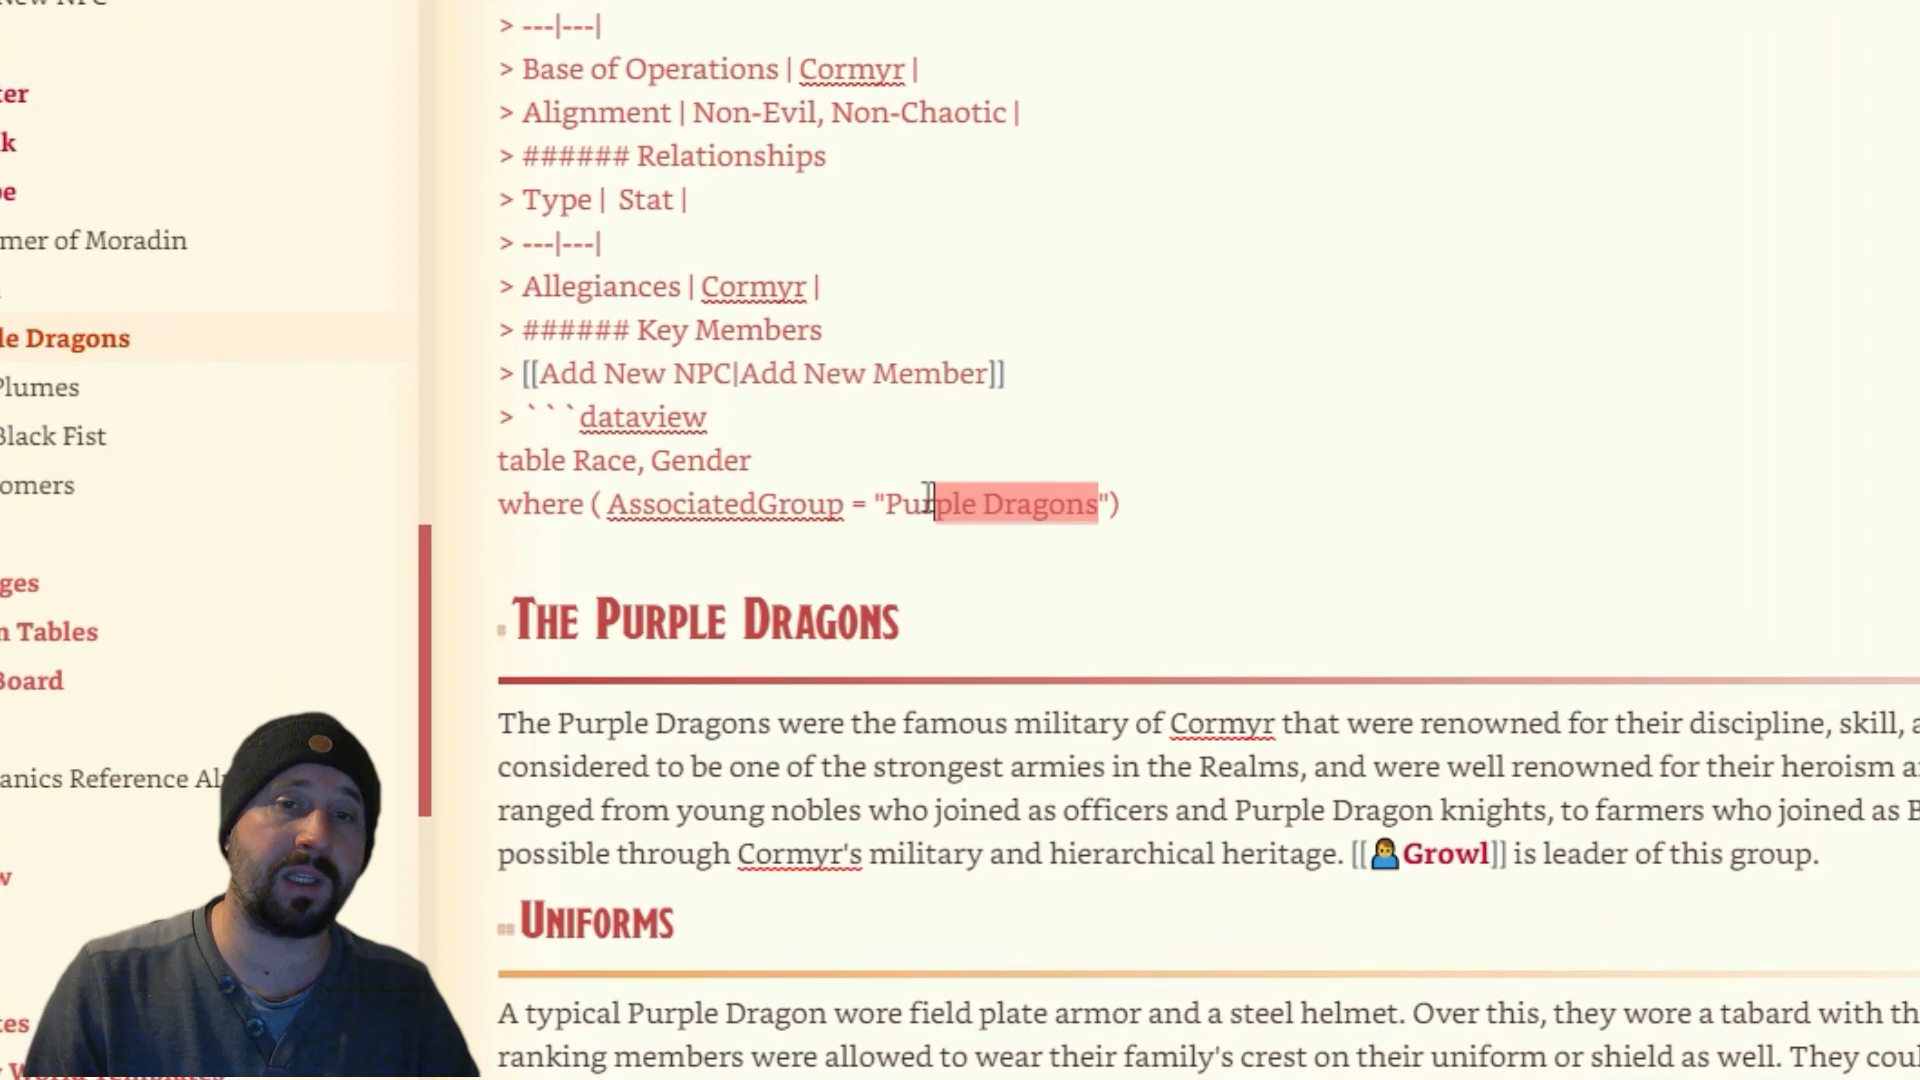 New NPC
ter
k
pe
mer of Moradin
le Dragons
Plumes
Black Fist
omers
ges
n Tables
Board
anics Reference Al
w
tes
> ---|---|
> Base of Operations | Cormyr |
> Alignment | Non-Evil, Non-Chaotic |
> ###### Relationships
> Type | Stat |
> ---|---|
> Allegiances | Cormyr |
> ###### Key Members
> [[Add New NPC|Add New Member]]
> ```dataview
table Race, Gender
where ( AssociatedGroup = "Purple Dragons")
The Purple Dragons
The Purple Dragons were the famous military of Cormyr that were renowned for their discipline, skill, a
considered to be one of the strongest armies in the Realms, and were well renowned for their heroism a
ranged from young nobles who joined as officers and Purple Dragon knights, to farmers who joined as B
possible through Cormyr's military and hierarchical heritage. [[Growl]] is leader of this group.
Uniforms
A typical Purple Dragon wore field plate armor and a steel helmet. Over this, they wore a tabard with th
ranking members were allowed to wear their family's crest on their uniform or shield as well. They coul